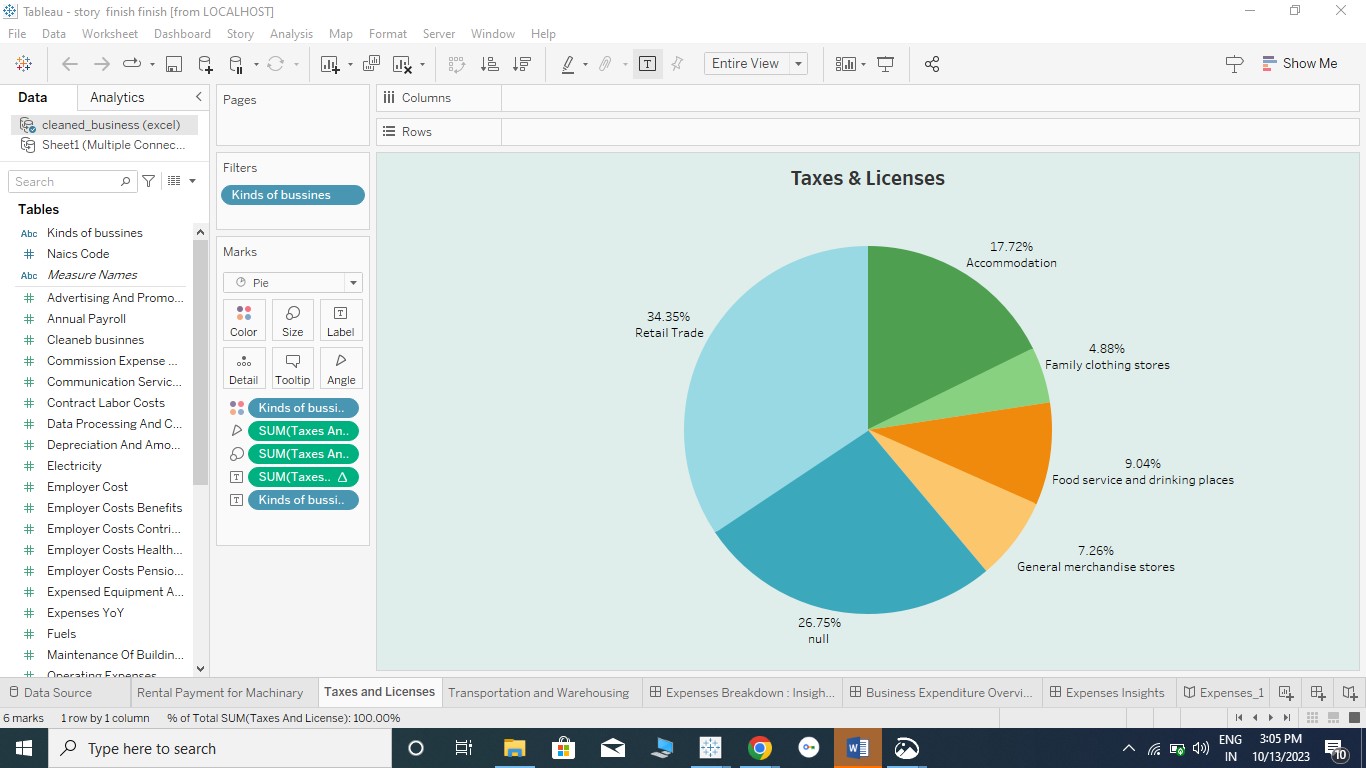 Tableau - story  finish finish [from LOCALHOST]
File Data Worksheet Dashboard Story Analysis Map Format Server Window Help
Entire View
Show Me
Data Analytics
cleaned_business (excel)
Sheet1 (Multiple Connec...
Search
Tables
Abc Kinds of bussines
# Naics Code
Abc Measure Names
# Advertising And Promo...
# Annual Payroll
# Cleaneb businnes
# Commission Expense ...
# Communication Servic...
# Contract Labor Costs
# Data Processing And C...
# Depreciation And Amo...
# Electricity
# Employer Cost
# Employer Costs Benefits
# Employer Costs Contri...
# Employer Costs Health...
# Employer Costs Pensio...
# Expensed Equipment A...
# Expenses YoY
# Fuels
# Maintenance Of Buildin...
# Operating Expenses
Pages
Filters
Kinds of bussines
Marks
Pie
Color Size Label
Detail Tooltip Angle
Kinds of bussi..
SUM(Taxes An..
SUM(Taxes An..
SUM(Taxes.. Δ
Kinds of bussi..
Columns
Rows
Taxes & Licenses
17.72%
Accommodation
34.35%
Retail Trade
4.88%
Family clothing stores
9.04%
Food service and drinking places
7.26%
General merchandise stores
26.75%
null
Data Source Rental Payment for Machinary Taxes and Licenses Transportation and Warehousing Expenses Breakdown : Insigh... Business Expenditure Overvi... Expenses Insights Expenses_1
6 marks 1 row by 1 column % of Total SUM(Taxes And License): 100.00%
Type here to search
ENG
IN
3:05 PM
10/13/2023
10